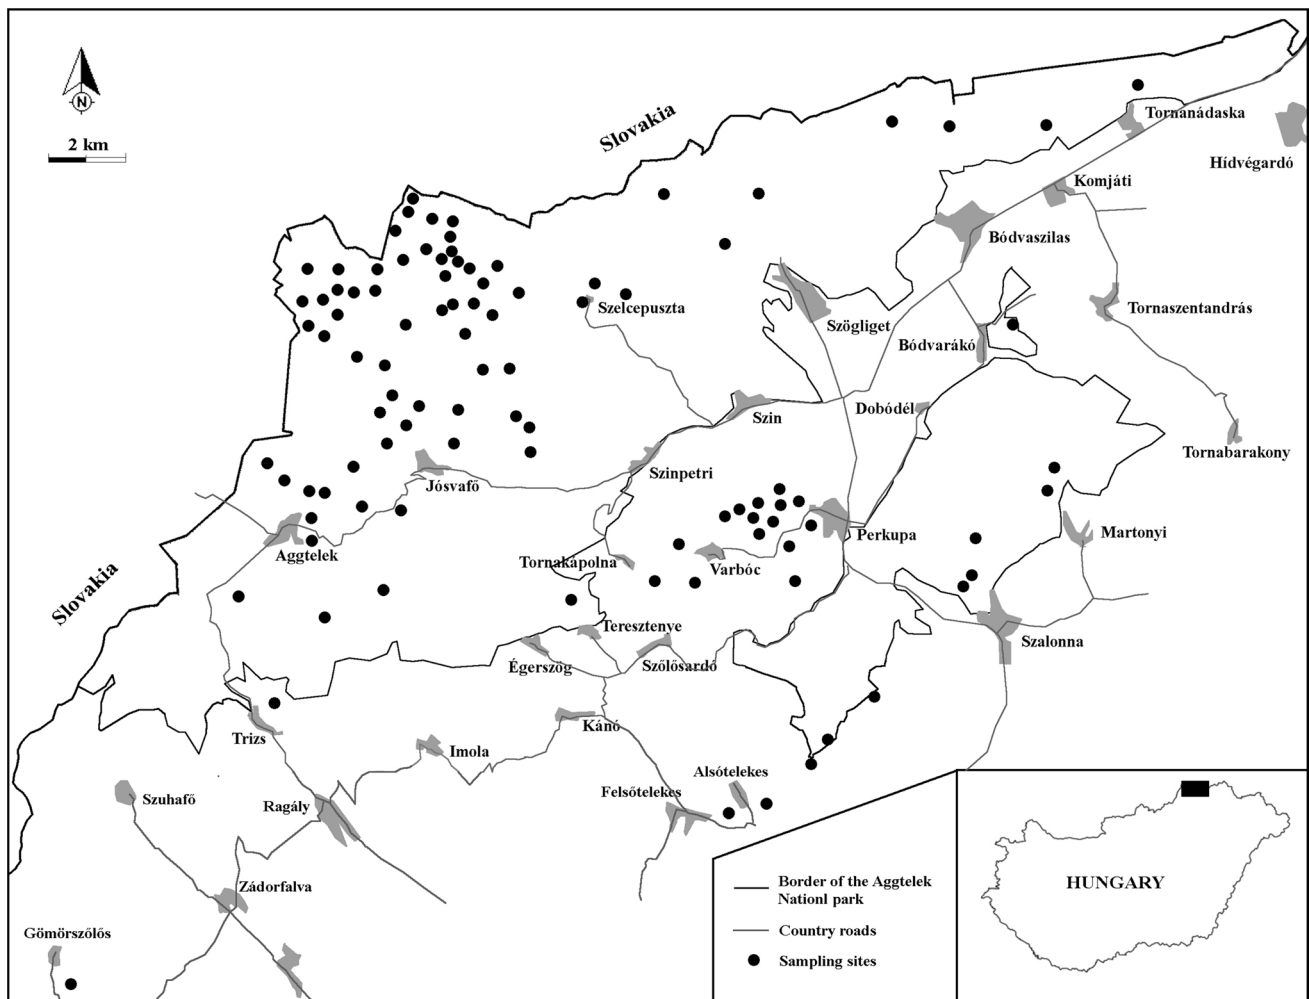 Slovakia
Tornanádaska
N
2 km
Hídvégardó
Komjáti
Bódvaszilas
Szelcepuszta
Tornaszentandrás
Szögliget
Bódvarákó
Dobódél
Szin
Tornabarakony
Szinpetri
Jósvafő
Martonyi
Perkupa
Aggtelek
Tornakápolna
Varbóc
Slovakia
Teresztenye
Szalonna
Égerszög
Szőlősardó
Kánó
Trizs
Imola
Alsótelekes
Felsőtelekes
Szuhafő
Ragály
Zádorfalva
Gömörszőlős
Border of the Aggtelek
Nationl park
Country roads
Sampling sites
HUNGARY